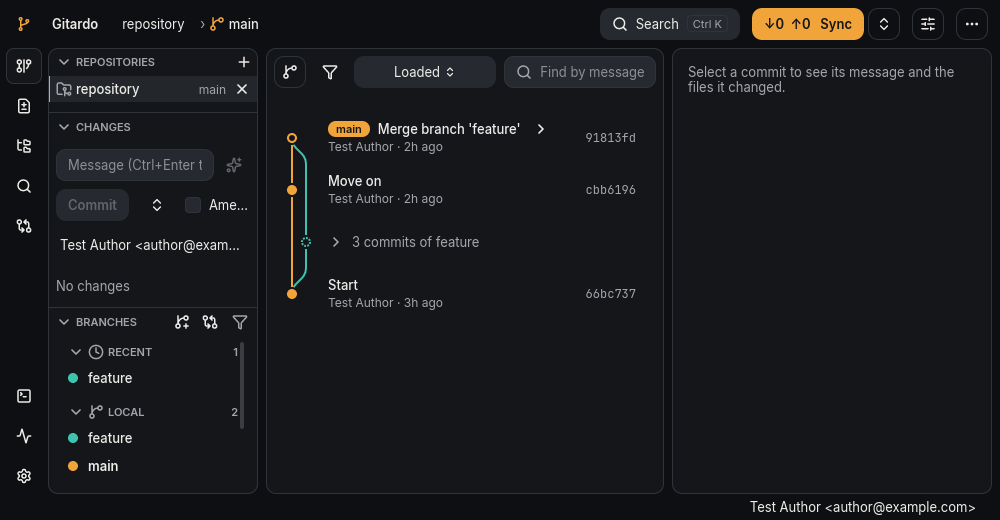 Gitardo repository › main Search Ctrl K ↓0 ↑0 Sync
REPOSITORIES
repository main
CHANGES
Message (Ctrl+Enter t
Commit Ame...
Test Author <author@exam...
No changes
BRANCHES
RECENT 1
feature
LOCAL 2
feature
main
Loaded Find by message
main Merge branch 'feature' 91813fd
Test Author · 2h ago
Move on cbb6196
Test Author · 2h ago
3 commits of feature
Start 66bc737
Test Author · 3h ago
Select a commit to see its message and the
files it changed.
Test Author <author@example.com>